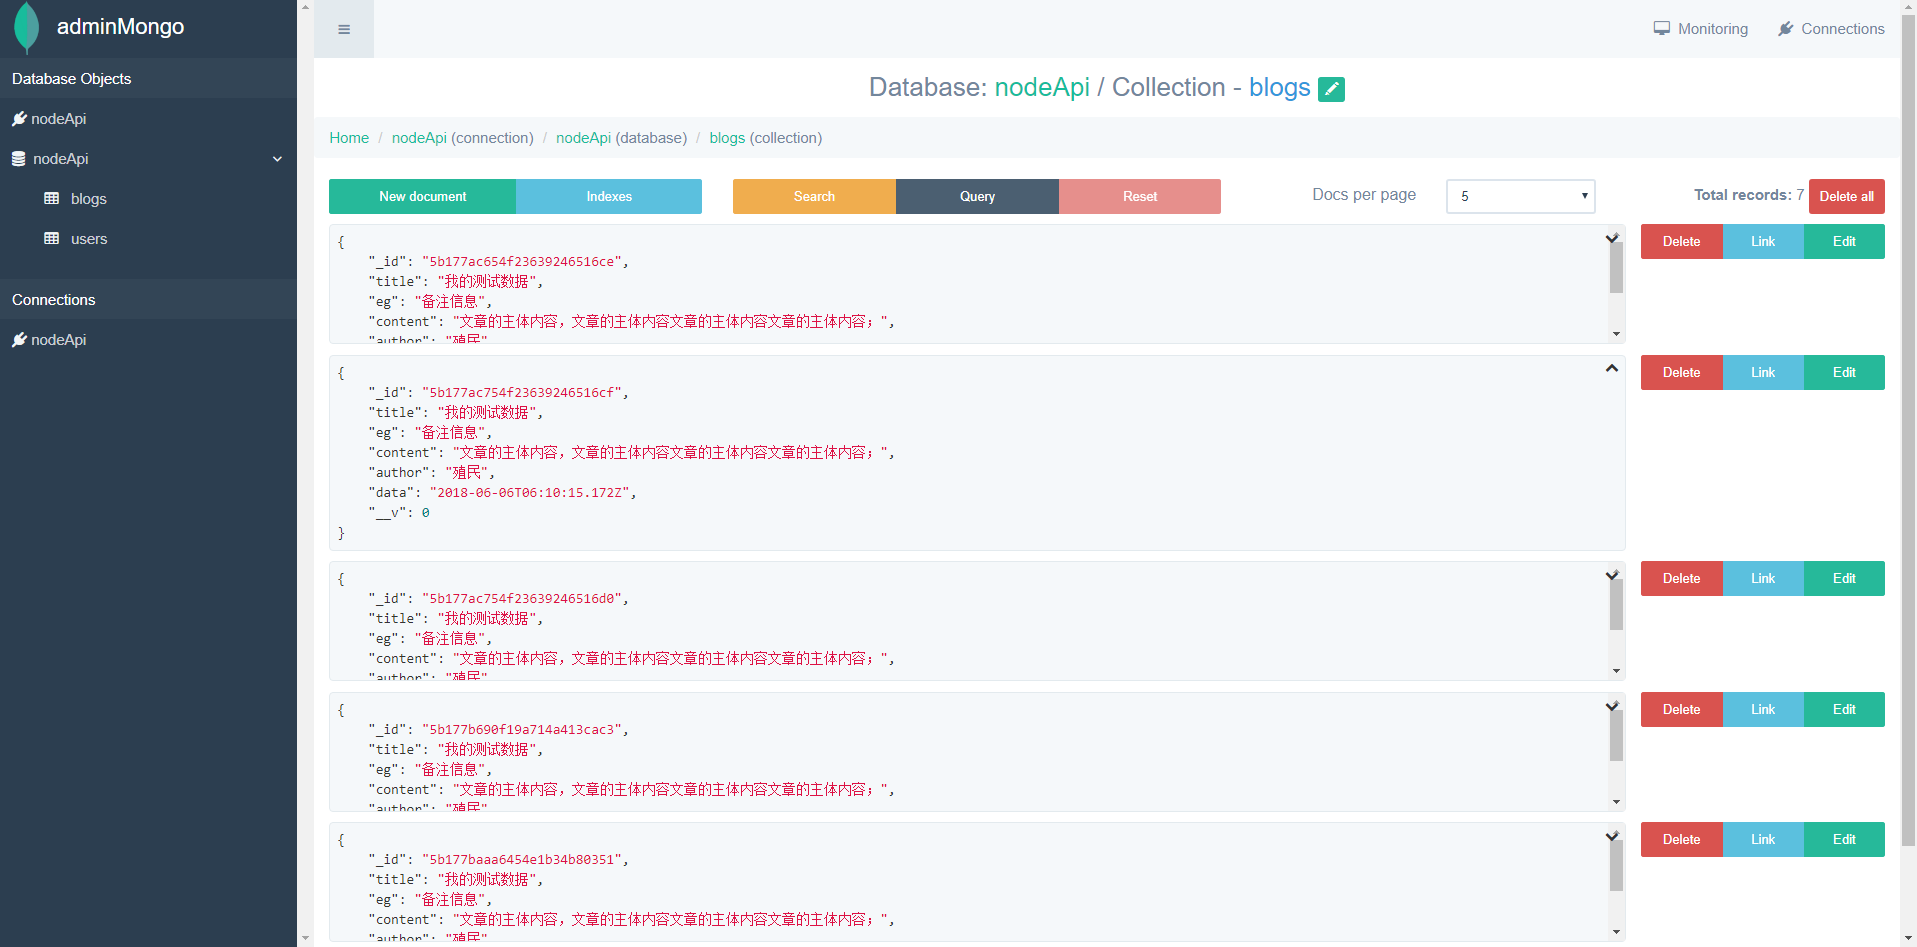 adminMongo
Database Objects
nodeApi
nodeApi
blogs
users
Connections
nodeApi
Monitoring
Connections
Database: nodeApi / Collection - blogs
Home / nodeApi (connection) / nodeApi (database) / blogs (collection)
New document
Indexes
Search
Query
Reset
Docs per page
5
Total records: 7
Delete all
{
"_id": "5b177ac654f23639246516ce",
"title": "我的测试数据",
"eg": "备注信息",
"content": "文章的主体内容，文章的主体内容文章的主体内容文章的主体内容；",
"author": "殖民"
Delete
Link
Edit
{
"_id": "5b177ac754f23639246516cf",
"title": "我的测试数据",
"eg": "备注信息",
"content": "文章的主体内容，文章的主体内容文章的主体内容文章的主体内容；",
"author": "殖民",
"data": "2018-06-06T06:10:15.172Z",
"__v": 0
}
Delete
Link
Edit
{
"_id": "5b177ac754f23639246516d0",
"title": "我的测试数据",
"eg": "备注信息",
"content": "文章的主体内容，文章的主体内容文章的主体内容文章的主体内容；",
"author": "殖民"
Delete
Link
Edit
{
"_id": "5b177b690f19a714a413cac3",
"title": "我的测试数据",
"eg": "备注信息",
"content": "文章的主体内容，文章的主体内容文章的主体内容文章的主体内容；",
"author": "殖民"
Delete
Link
Edit
{
"_id": "5b177baaa6454e1b34b80351",
"title": "我的测试数据",
"eg": "备注信息",
"content": "文章的主体内容，文章的主体内容文章的主体内容文章的主体内容；",
"author": "殖民"
Delete
Link
Edit